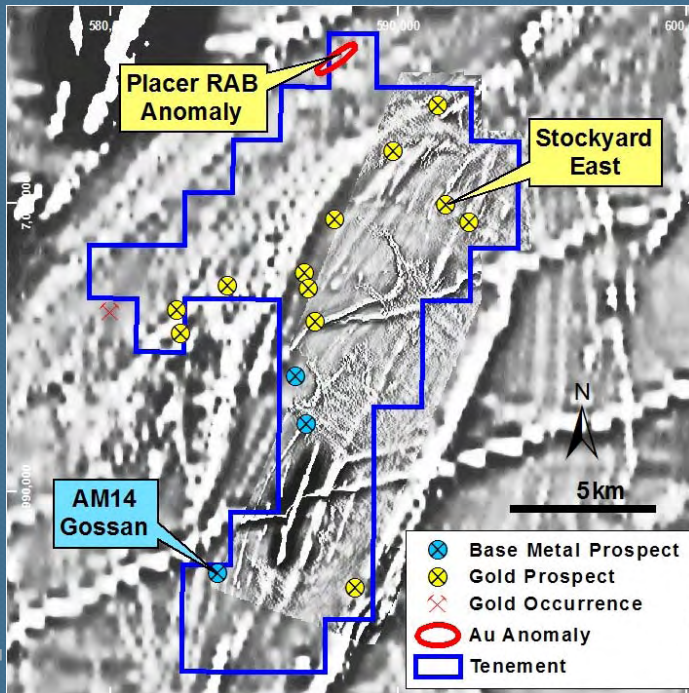 580,
590,000
600,
Placer RAB
Anomaly
Stockyard
East
AM14
Gossan
N
5km
Base Metal Prospect
Gold Prospect
Gold Occurrence
Au Anomaly
Tenement